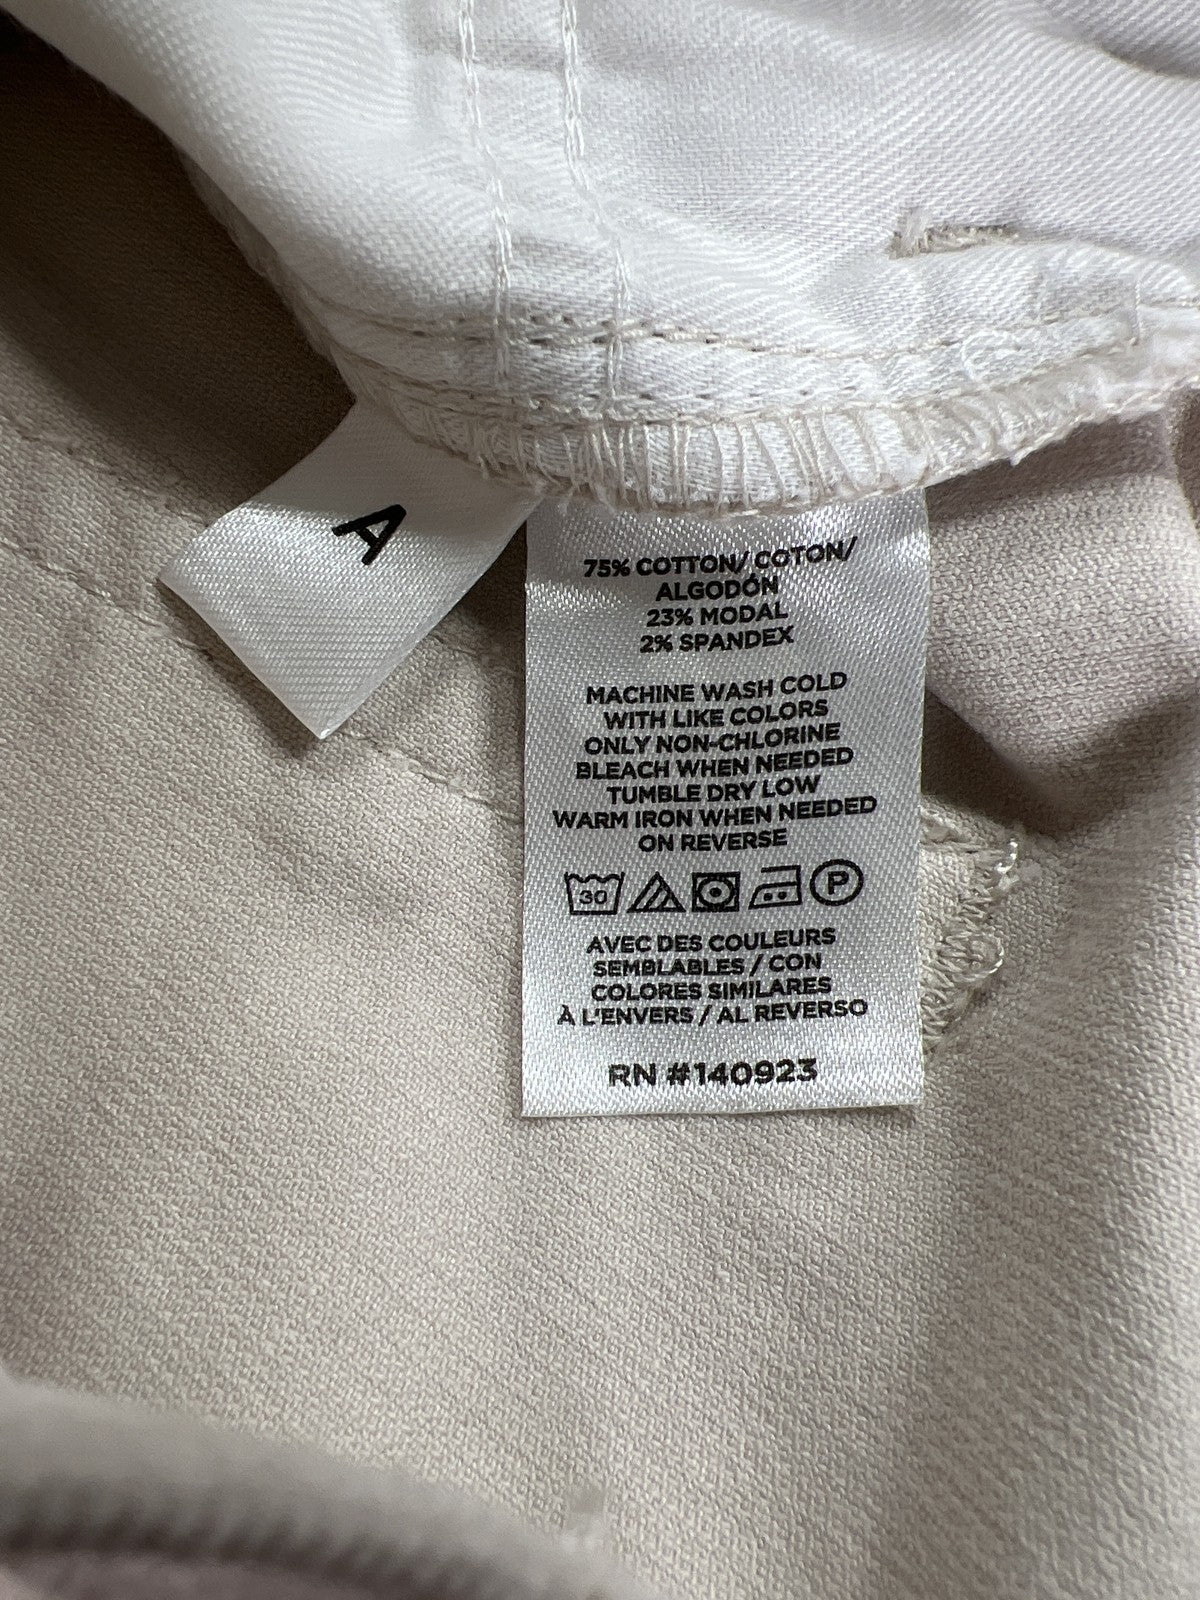 A
75% COTTON/ COTON/
ALGODÓN
23% MODAL
2% SPANDEX
MACHINE WASH COLD
WITH LIKE COLORS
ONLY NON-CHLORINE
BLEACH WHEN NEEDED
TUMBLE DRY LOW
WARM IRON WHEN NEEDED
ON REVERSE
30 P
AVEC DES COULEURS
SEMBLABLES / CON
COLORES SIMILARES
À L'ENVERS / AL REVERSO
RN #140923